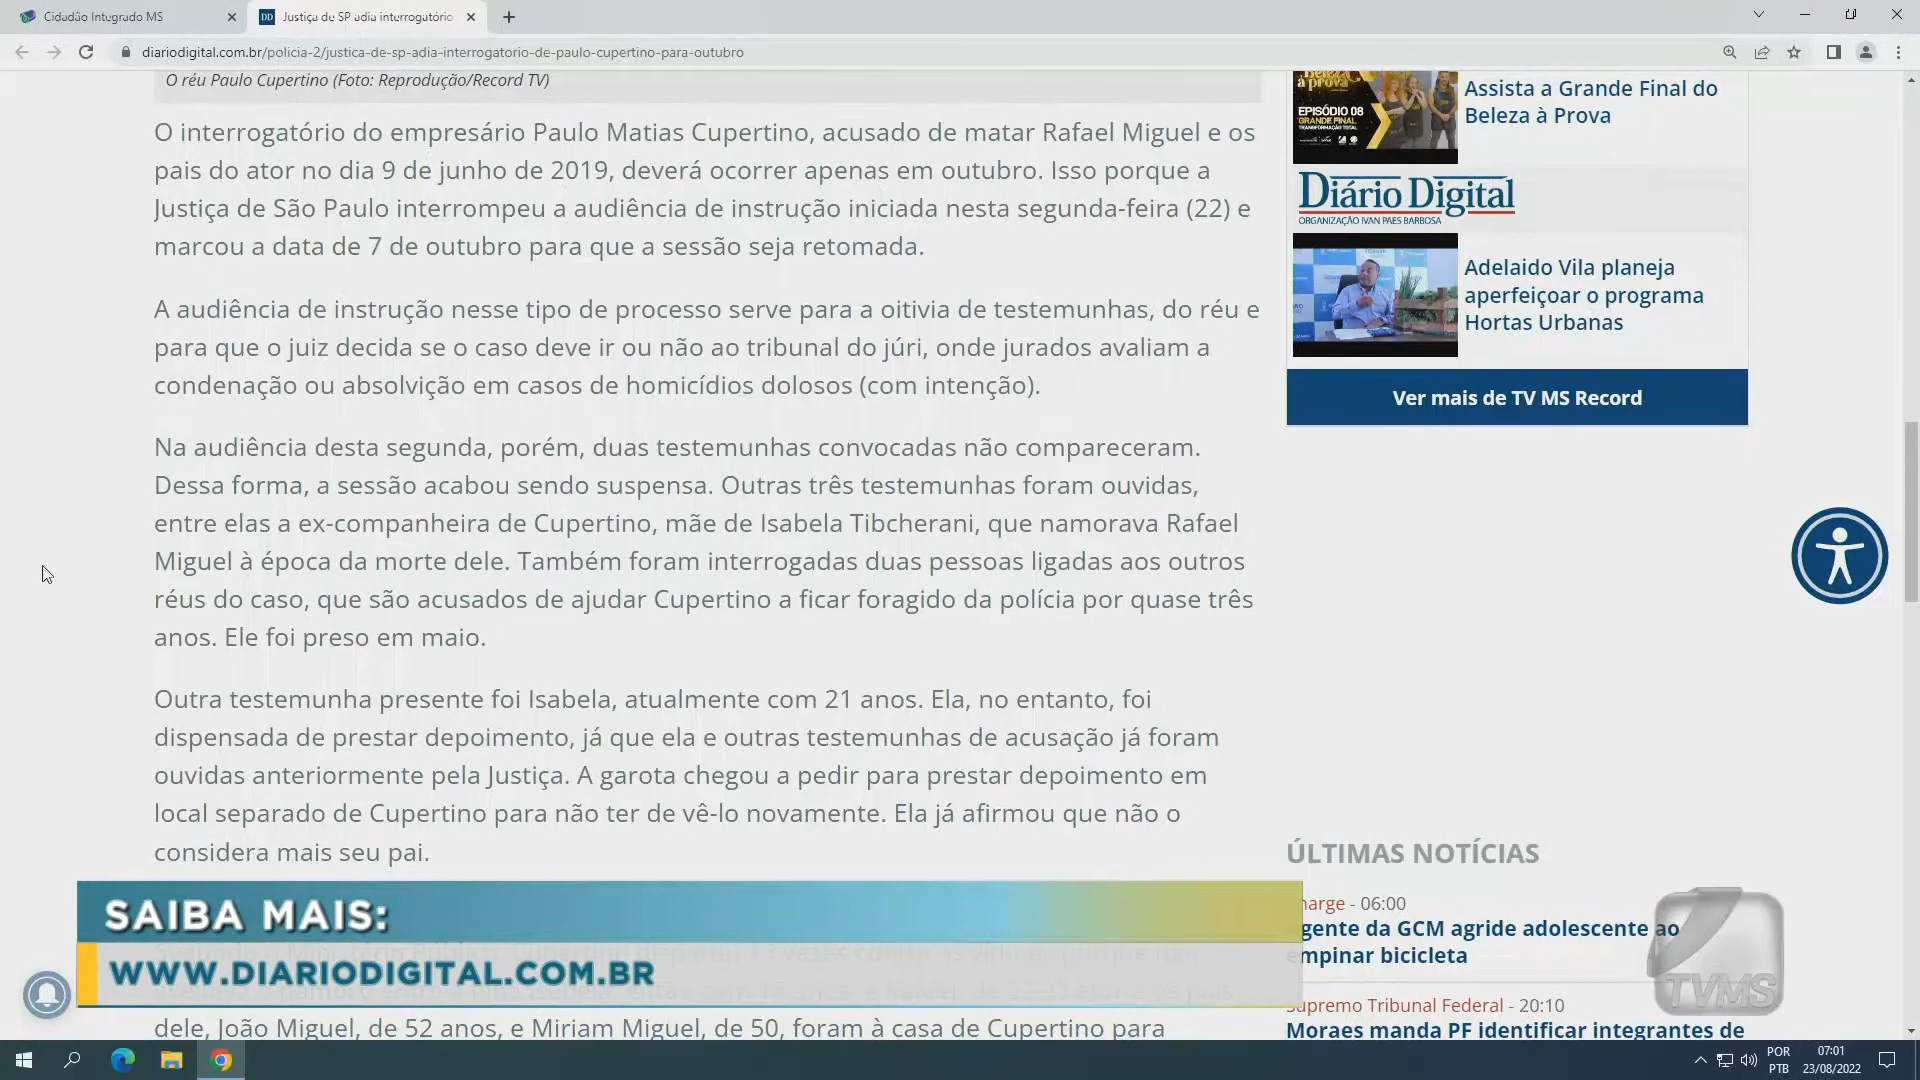 Cidadão Integrado MS
DD
Justiça de SP adia interrogatório
diariodigital.com.br/policia-2/justica-de-sp-adia-interrogatorio-de-paulo-cupertino-para-outubro
O réu Paulo Cupertino (Foto: Reprodução/Record TV)
O interrogatório do empresário Paulo Matias Cupertino, acusado de matar Rafael Miguel e os
pais do ator no dia 9 de junho de 2019, deverá ocorrer apenas em outubro. Isso porque a
Justiça de São Paulo interrompeu a audiência de instrução iniciada nesta segunda-feira (22) e
marcou a data de 7 de outubro para que a sessão seja retomada.
A audiência de instrução nesse tipo de processo serve para a oitivia de testemunhas, do réu e
para que o juiz decida se o caso deve ir ou não ao tribunal do júri, onde jurados avaliam a
condenação ou absolvição em casos de homicídios dolosos (com intenção).
Na audiência desta segunda, porém, duas testemunhas convocadas não compareceram.
Dessa forma, a sessão acabou sendo suspensa. Outras três testemunhas foram ouvidas,
entre elas a ex-companheira de Cupertino, mãe de Isabela Tibcherani, que namorava Rafael
Miguel à época da morte dele. Também foram interrogadas duas pessoas ligadas aos outros
réus do caso, que são acusados de ajudar Cupertino a ficar foragido da polícia por quase três
anos. Ele foi preso em maio.
Outra testemunha presente foi Isabela, atualmente com 21 anos. Ela, no entanto, foi
dispensada de prestar depoimento, já que ela e outras testemunhas de acusação já foram
ouvidas anteriormente pela Justiça. A garota chegou a pedir para prestar depoimento em
local separado de Cupertino para não ter de vê-lo novamente. Ela já afirmou que não o
considera mais seu pai.
SAIBA MAIS:
WWW.DIARIODIGITAL.COM.BR
dele, João Miguel, de 52 anos, e Miriam Miguel, de 50, foram à casa de Cupertino para
à prova
EPISÓDIO 08
GRANDE FINAL
Assista a Grande Final do
Beleza à Prova
Diário Digital
ORGANIZAÇÃO IVAN PAES BARBOSA
Adelaido Vila planeja
aperfeiçoar o programa
Hortas Urbanas
Ver mais de TV MS Record
ÚLTIMAS NOTÍCIAS
harge - 06:00
gente da GCM agride adolescente ao
mpinar bicicleta
upremo Tribunal Federal - 20:10
Moraes manda PF identificar integrantes de
TVMS
POR
PTB
07:01
23/08/2022